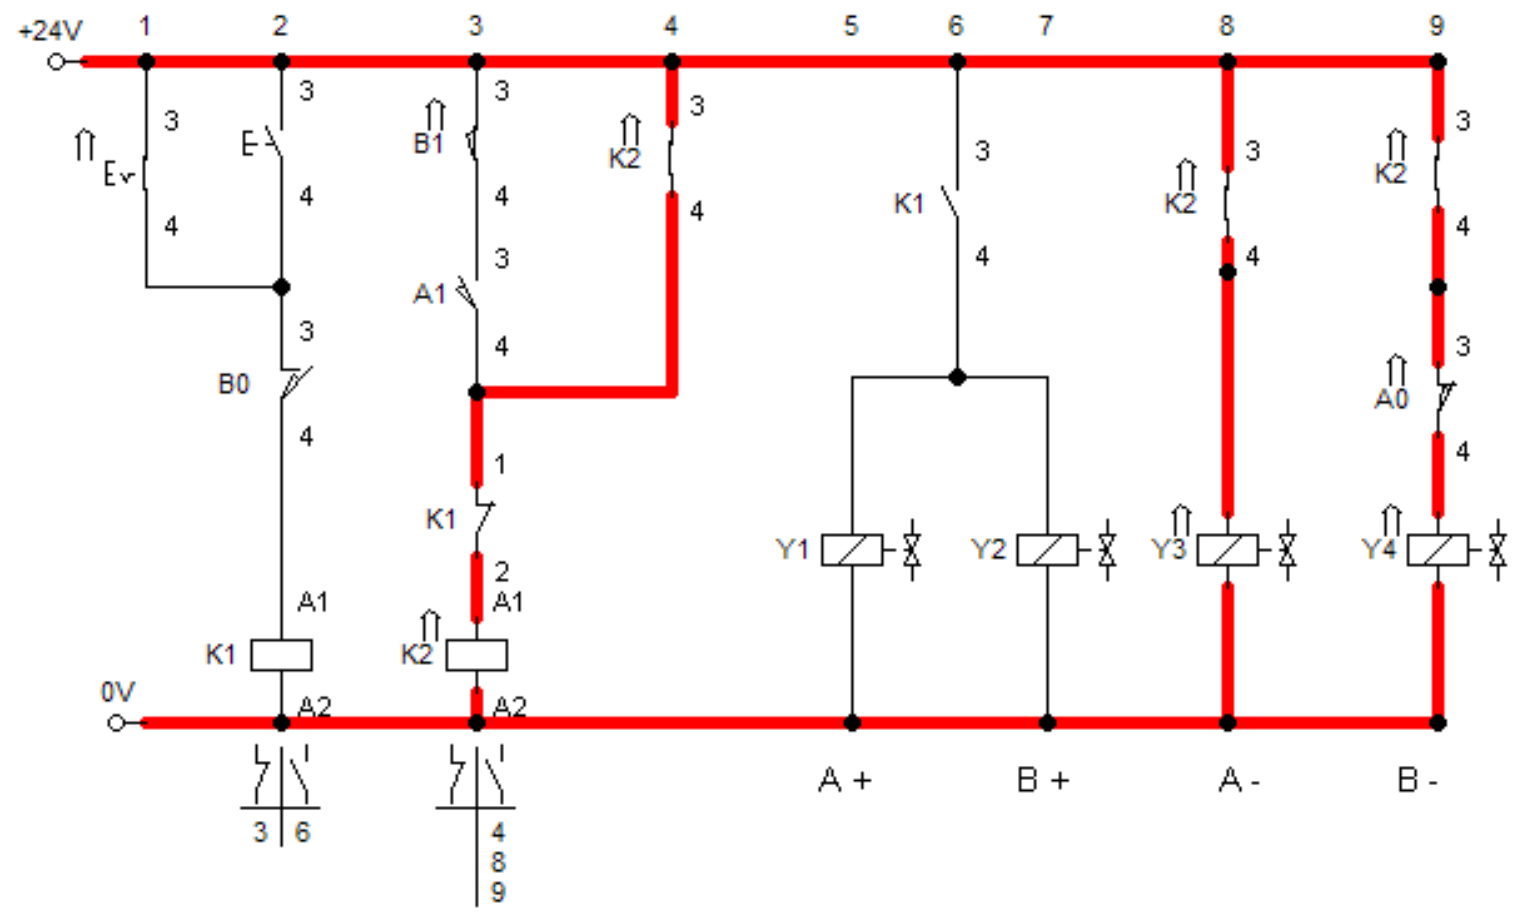 +24V 1 2 3 4 5 6 7 8 9
3 3 3 3 3 3 3
B1 K2 K2 K2
4 4 4 4 4 4 4
K1
3
A1
4
3 3
B0 A0
4 4
1
K1
2
Y1 Y2 Y3 Y4
A1 A1
K1 K2
A2 A2
0V
A + B + A - B -
3 6 4
8
9